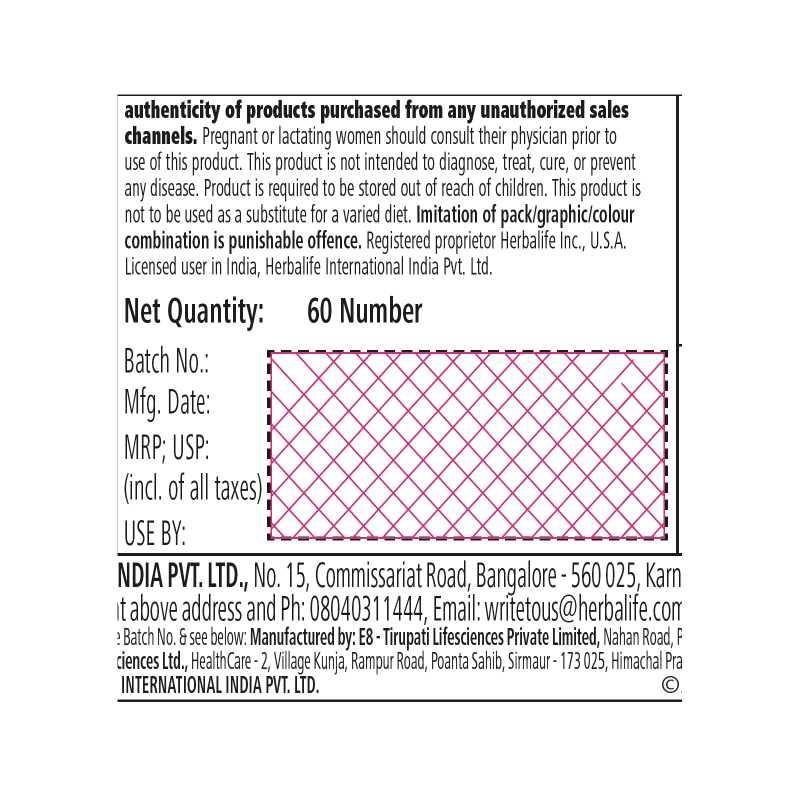 authenticity of products purchased from any unauthorized sales
channels. Pregnant or lactating women should consult their physician prior to
use of this product. This product is not intended to diagnose, treat, cure, or prevent
any disease. Product is required to be stored out of reach of children. This product is
not to be used as a substitute for a varied diet. Imitation of pack/graphic/colour
combination is punishable offence. Registered proprietor Herbalife Inc., U.S.A.
Licensed user in India, Herbalife International India Pvt. Ltd.
Net Quantity: 60 Number
Batch No.:
Mfg. Date:
MRP; USP:
(incl. of all taxes)
USE BY:
NDIA PVT. LTD., No. 15, Commissariat Road, Bangalore - 560 025, Karn
t above address and Ph: 08040311444, Email: writetous@herbalife.com
Batch No. & see below: Manufactured by: E8 - Tirupati Lifesciences Private Limited, Nahan Road, P
ciences Ltd., HealthCare - 2, Village Kunja, Rampur Road, Poanta Sahib, Sirmaur - 173 025, Himachal Pra
INTERNATIONAL INDIA PVT. LTD. ©